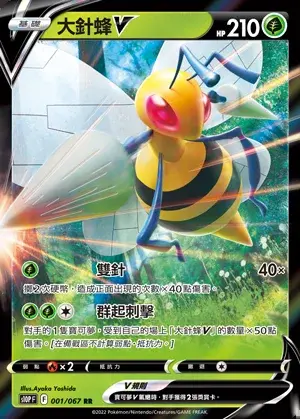 基礎 大針蜂V HP 210
雙針 40×
擲2次硬幣,造成正面出現的次數×40點傷害。
群起刺擊
對手的1隻寶可夢,受到自己的場上「大針蜂V」的數量×50點
傷害。[在備戰區不計算弱點、抵抗力。]
弱點 ×2 抵抗力 撤退
Illus.Ayaka Yoshida
V規則
s10P F F 001/067 RR 寶可夢V氣絕時,對手獲得2張獎賞卡。
©2022 Pokémon/Nintendo/Creatures/GAME FREAK.